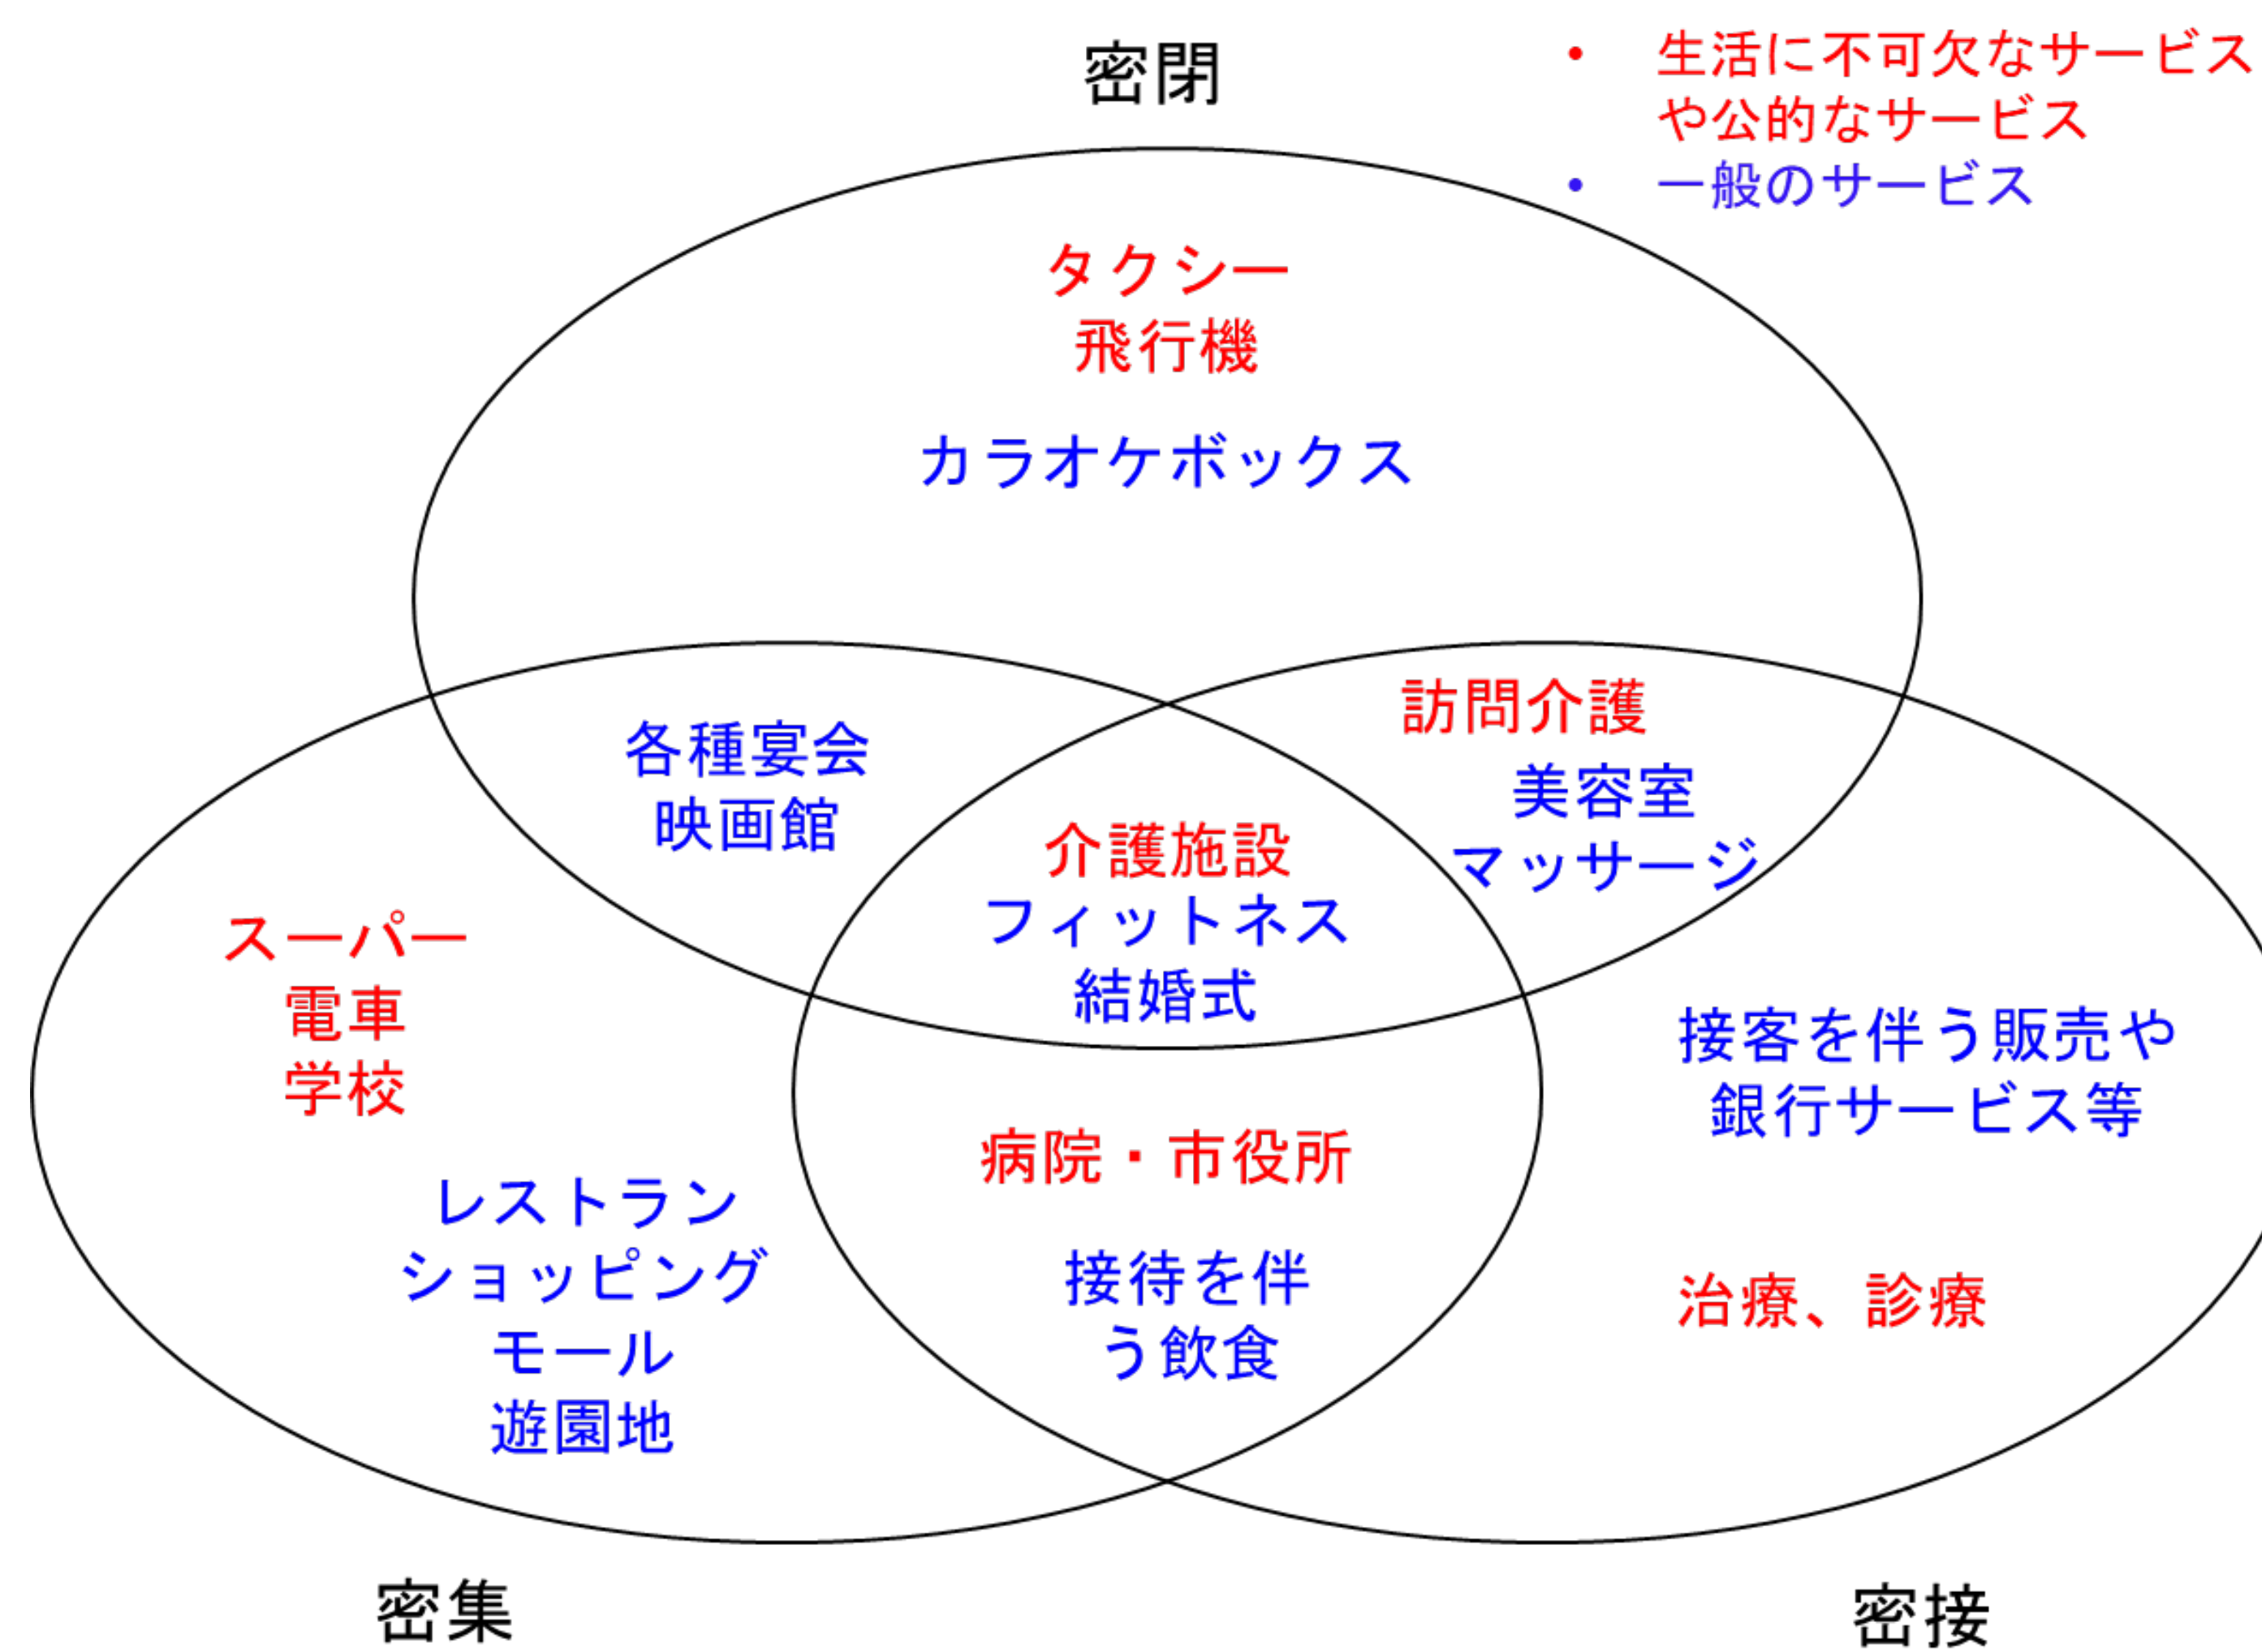 密閉
• 生活に不可欠なサービス
や公的なサービス
• 一般のサービス
タクシー
飛行機
カラオケボックス
各種宴会
映画館
訪問介護
美容室
マッサージ
介護施設
フィットネス
結婚式
スーパー
電車
学校
レストラン
ショッピング
モール
遊園地
病院・市役所
接待を伴
う飲食
接客を伴う販売や
銀行サービス等
治療、診療
密集
密接